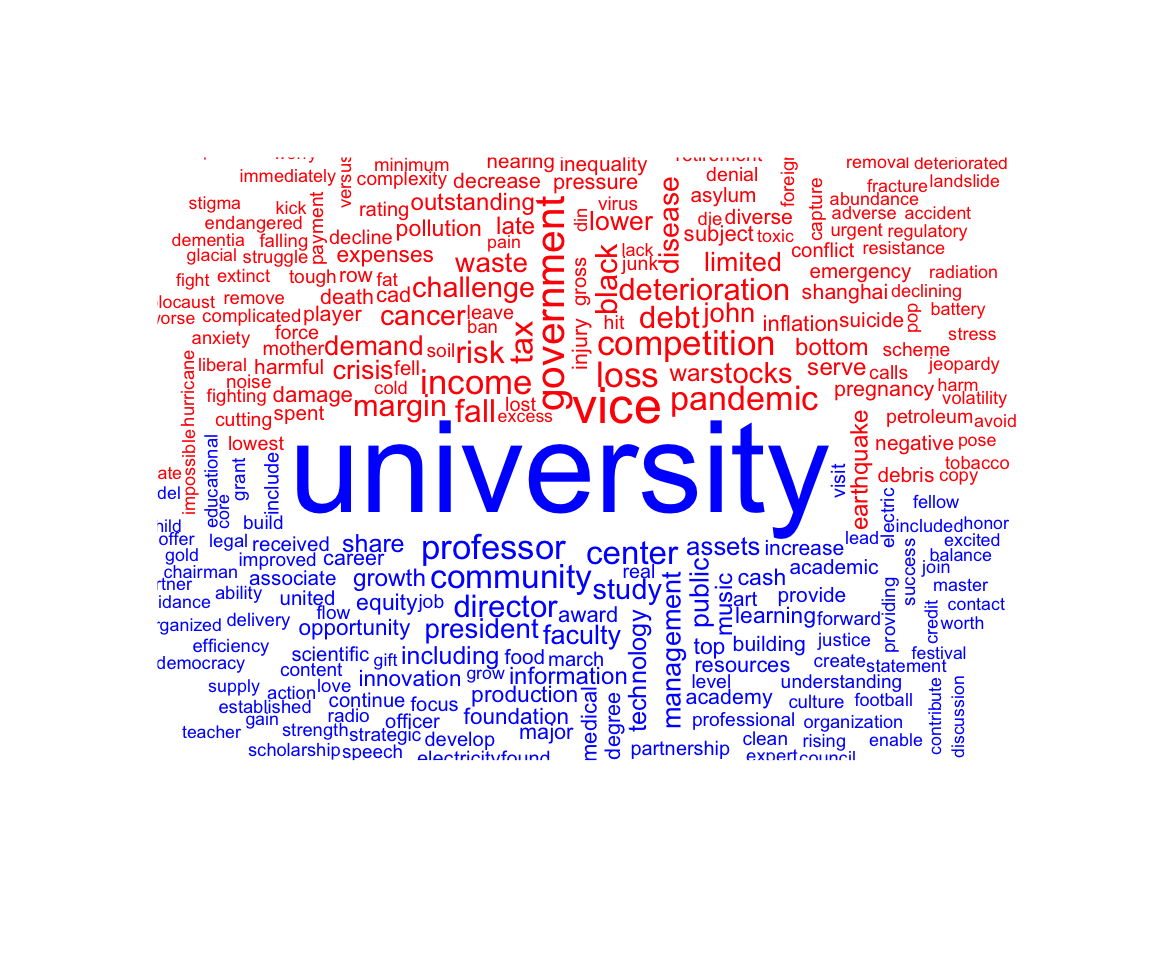 minimum hearing inequality removal deteriorated
immediately versus complexity decrease pressure denial foreign landslide
stigma kick payment rating outstanding virus disease asylum capture fracture abundance
endangered late din lower die diverse adverse accident
dementia falling decline pollution pain government subject toxic urgent regulatory
glacial struggle expenses waste gross black lack junk limited conflict resistance
fight extinct tough row fat challenge deterioration emergency radiation
remove death cad shanghai declining
complicated player cancer leave ban injury hit debt john inflation suicide pop battery
anxiety force mother demand soil risk tax competition bottom scheme stress
liberal harmful crisis fell loss war stocks serve calls jeopardy
hurricane noise fighting damage cold income vice pandemic pregnancy harm volatility
cutting spent margin fall lost excess earthquake petroleum avoid
impossible lowest negative pose
educational grant include university visit debris copy tobacco
core build electric fellow
offer legal received share professor center assets increase lead included honor
gold improved career real academic excited
chairman associate growth community study public music cash success balance join
ability united equity job director art provide providing master
flow award management learning forward credit contact
delivery opportunity president faculty technology top building justice worth
efficiency scientific gift including food march resources create festival
democracy content innovation grow information level understanding statement
supply action love continue focus production medical academy culture football contribute
established gain radio officer foundation degree professional organization discussion
teacher strength strategic develop major partnership clean rising enable
scholarship speech electricity found expert council